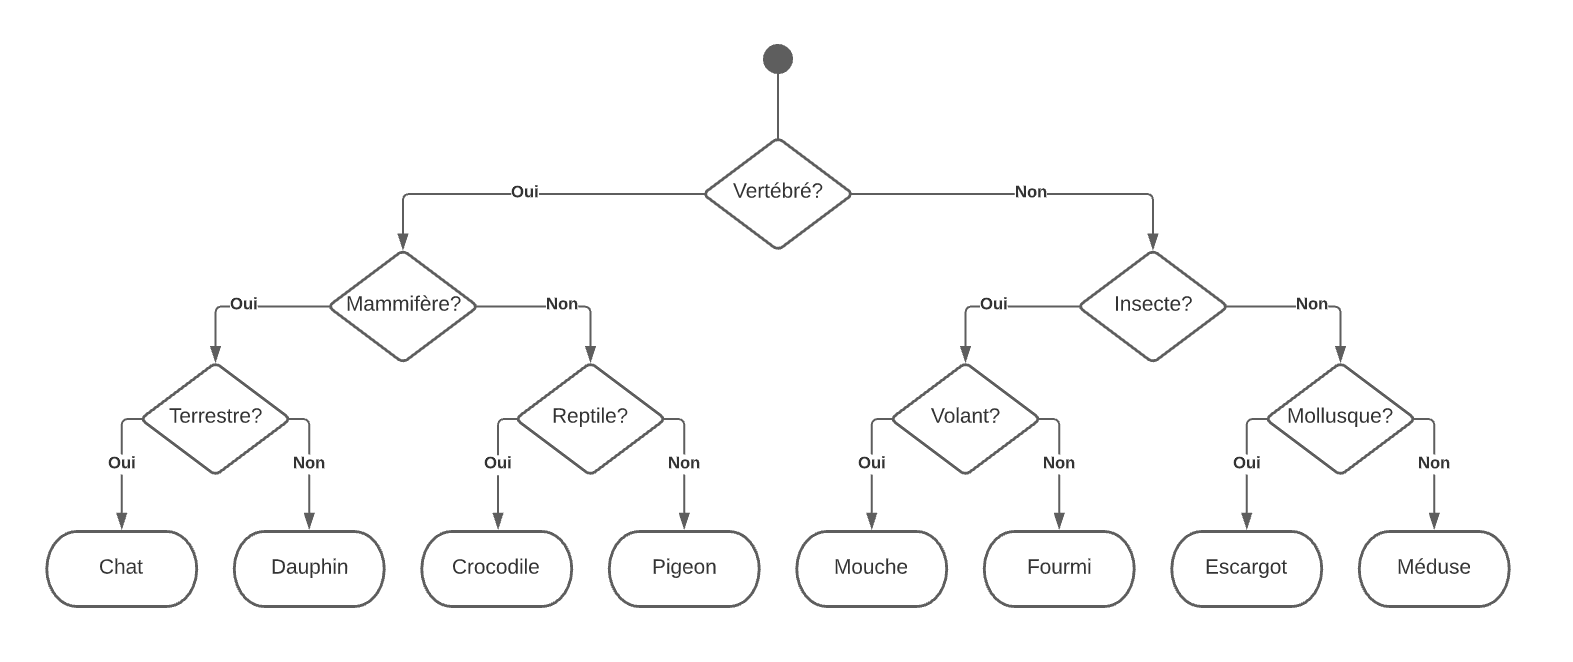 Vertébré?
Oui
Non
Mammifère?
Insecte?
Oui
Non
Oui
Non
Terrestre?
Reptile?
Volant?
Mollusque?
Oui
Non
Oui
Non
Oui
Non
Oui
Non
Chat
Dauphin
Crocodile
Pigeon
Mouche
Fourmi
Escargot
Méduse